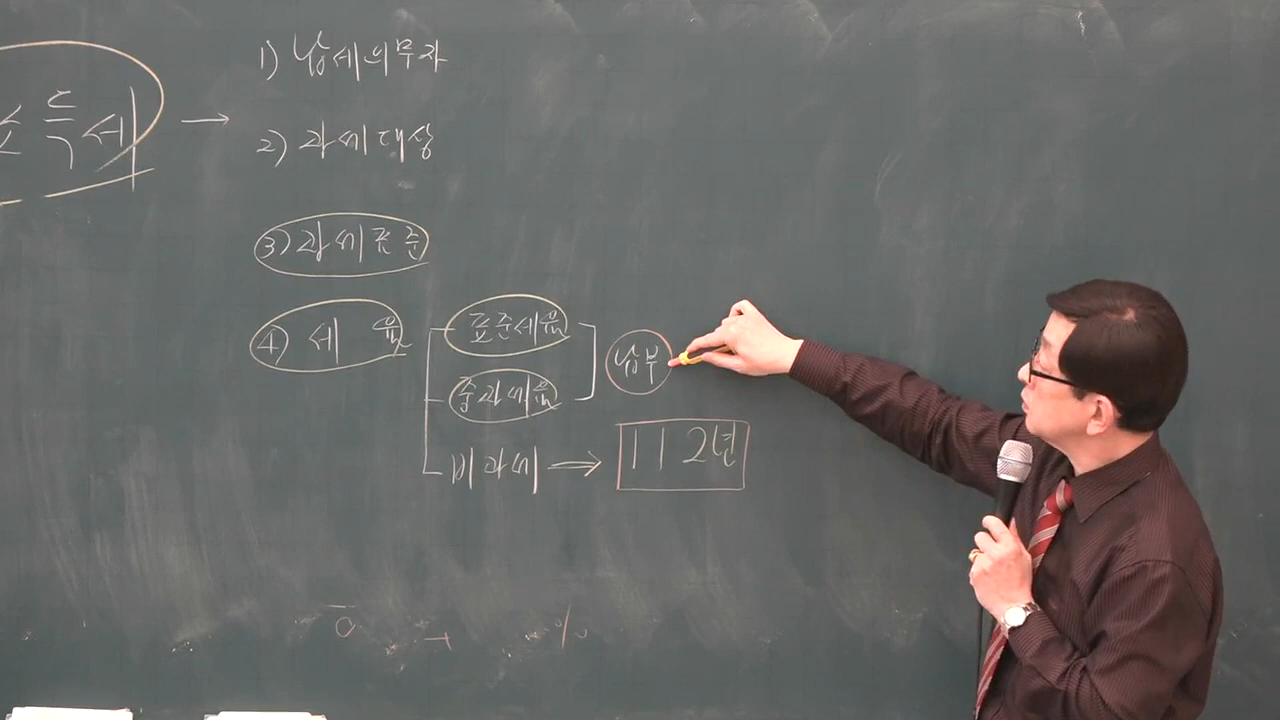 득세 →
1) 납세의무자
2) 과세대상
3) 과세표준
4) 세 율
표준세율
중과세율
납부
비과세 ⇒ 112년
%